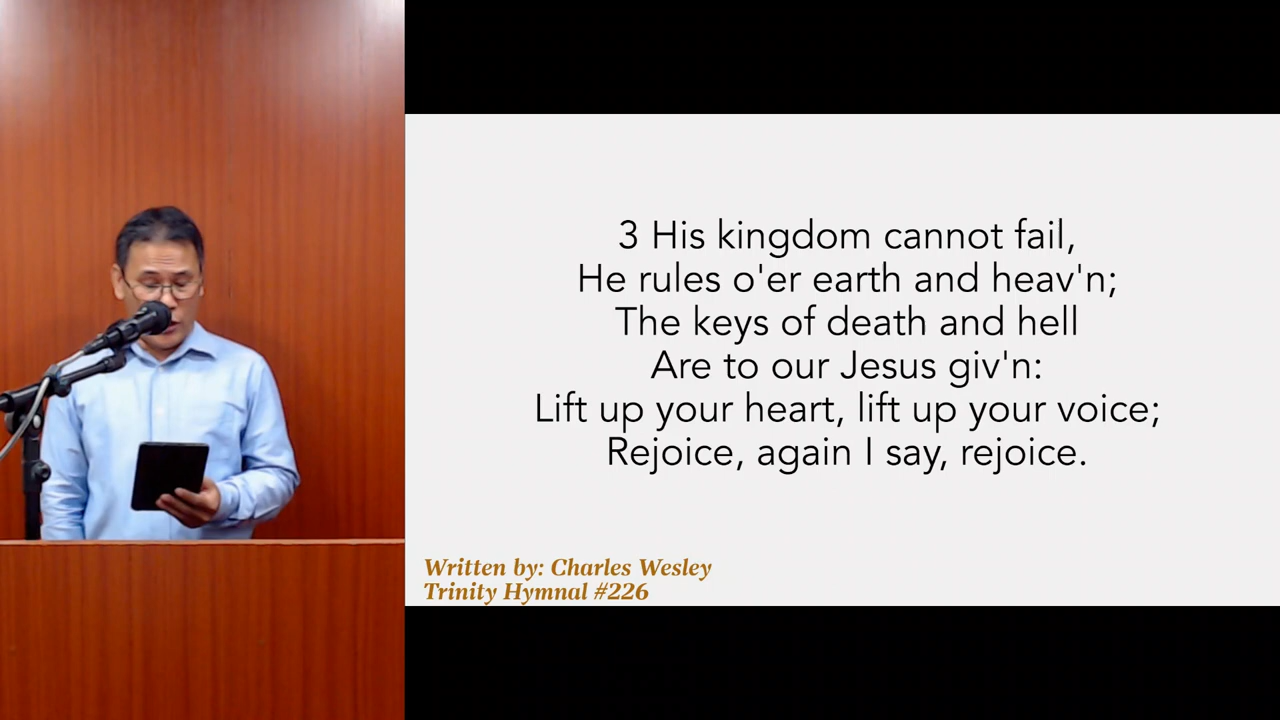 3 His kingdom cannot fail,
He rules o'er earth and heav'n;
The keys of death and hell
Are to our Jesus giv'n:
Lift up your heart, lift up your voice;
Rejoice, again I say, rejoice.
Written by: Charles Wesley
Trinity Hymnal #226